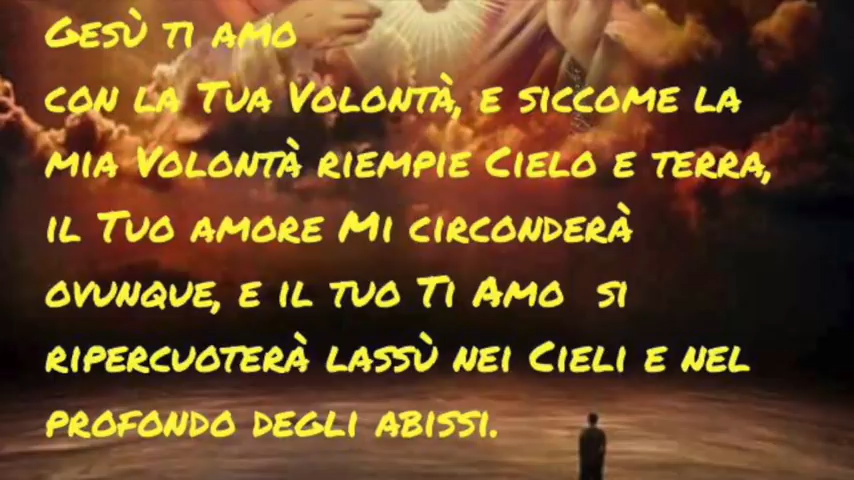 Gesù ti amo
con la Tua Volontà, e siccome la
mia Volontà riempie Cielo e terra,
il Tuo amore Mi circonderà
ovunque, e il tuo Ti Amo si
ripercuoterà lassù nei Cieli e nel
profondo degli abissi.